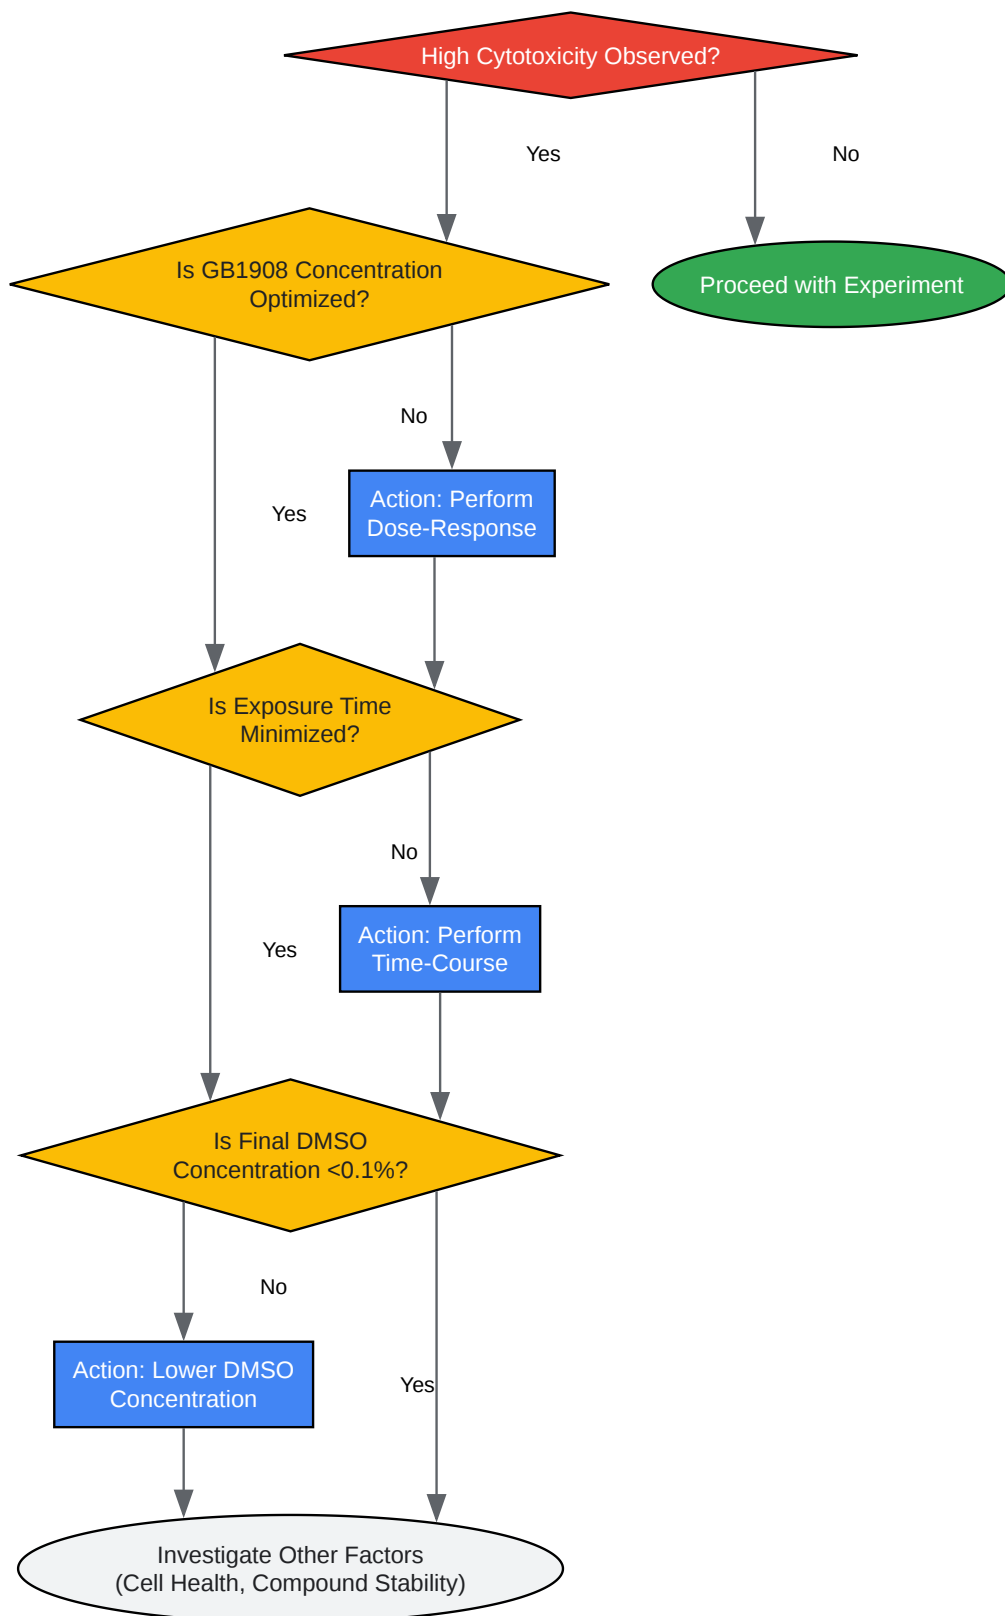 High Cytotoxicity Observed?
Yes
No
Is GB1908 Concentration
Optimized?
Proceed with Experiment
No
Yes
Action: Perform
Dose-Response
Is Exposure Time
Minimized?
No
Yes
Action: Perform
Time-Course
Is Final DMSO
Concentration <0.1%?
No
Yes
Action: Lower DMSO
Concentration
Investigate Other Factors
(Cell Health, Compound Stability)